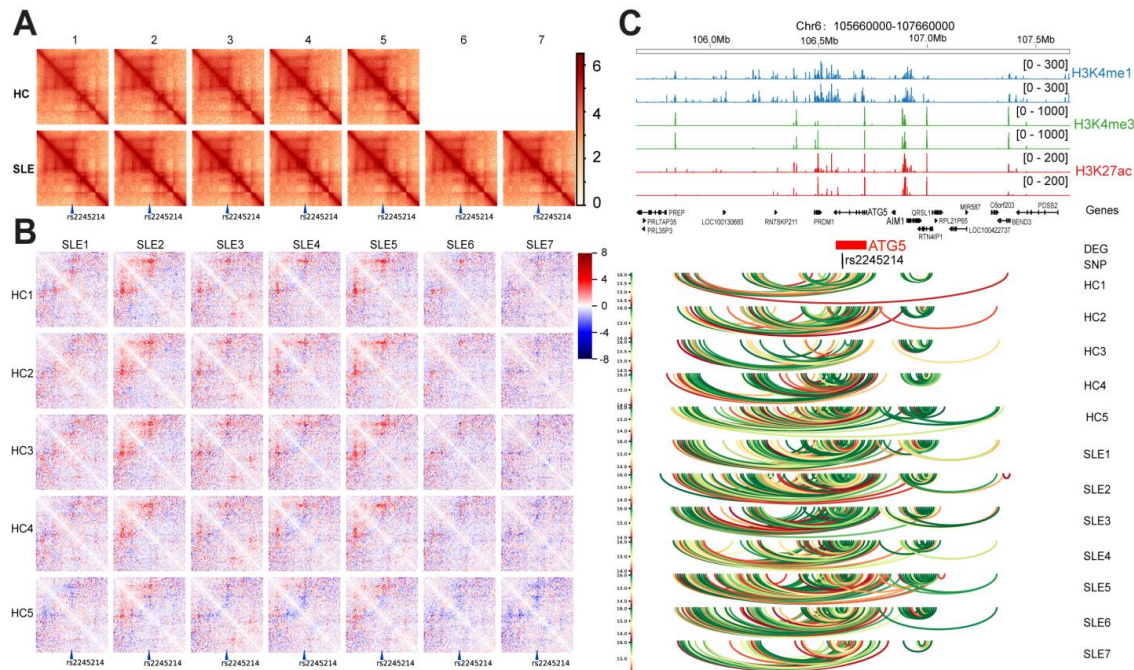 A
1 2 3 4 5 6 7
HC
SLE
6
4
2
0
rs2245214 rs2245214 rs2245214 rs2245214 rs2245214 rs2245214 rs2245214
B
SLE1 SLE2 SLE3 SLE4 SLE5 SLE6 SLE7
HC1
HC2
HC3
HC4
HC5
8
4
0
-4
-8
rs2245214 rs2245214 rs2245214 rs2245214 rs2245214 rs2245214 rs2245214
C
Chr6: 105660000-107660000
106.0Mb 106.5Mb 107.0Mb 107.5Mb
[0 - 300] H3K4me1
[0 - 300]
[0 - 1000] H3K4me3
[0 - 1000]
[0 - 200] H3K27ac
[0 - 200]
PREP LOC100130683 RN7SKP211 PRDM1 ATG5 QRSL1 MIR587 C6orf203 PDSS2 Genes
PRL7AP35 AIM1 RPL21P65 BEND3
PRL35P3 RTN4IP1 LOC100422737
ATG5 DEG
rs2245214 SNP
HC1
HC2
HC3
HC4
HC5
SLE1
SLE2
SLE3
SLE4
SLE5
SLE6
SLE7